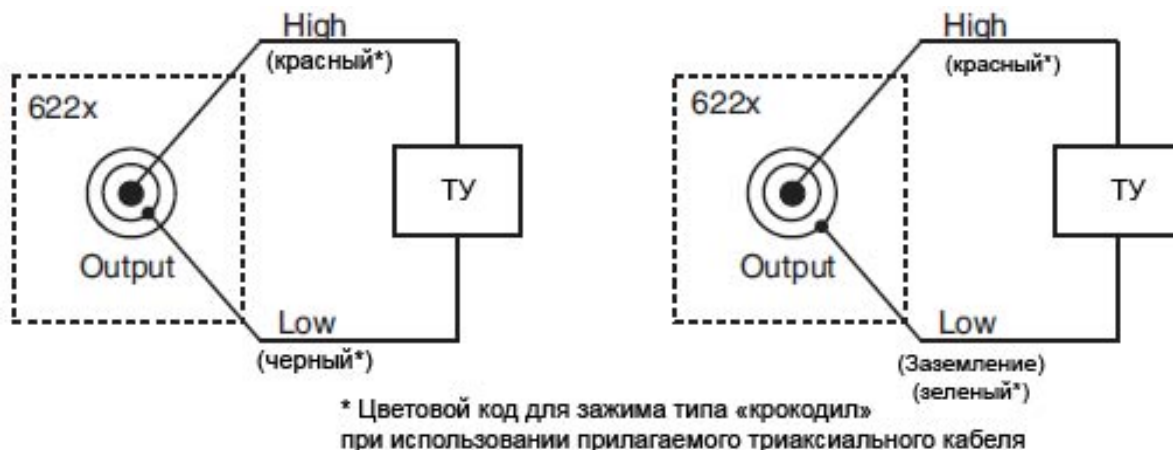 High
(красный*)
622x
ТУ
Output
Low
(черный*)
High
(красный*)
622x
ТУ
Output
Low
(Заземление)
(зеленый*)
* Цветовой код для зажима типа «крокодил»
при использовании прилагаемого триаксиального кабеля